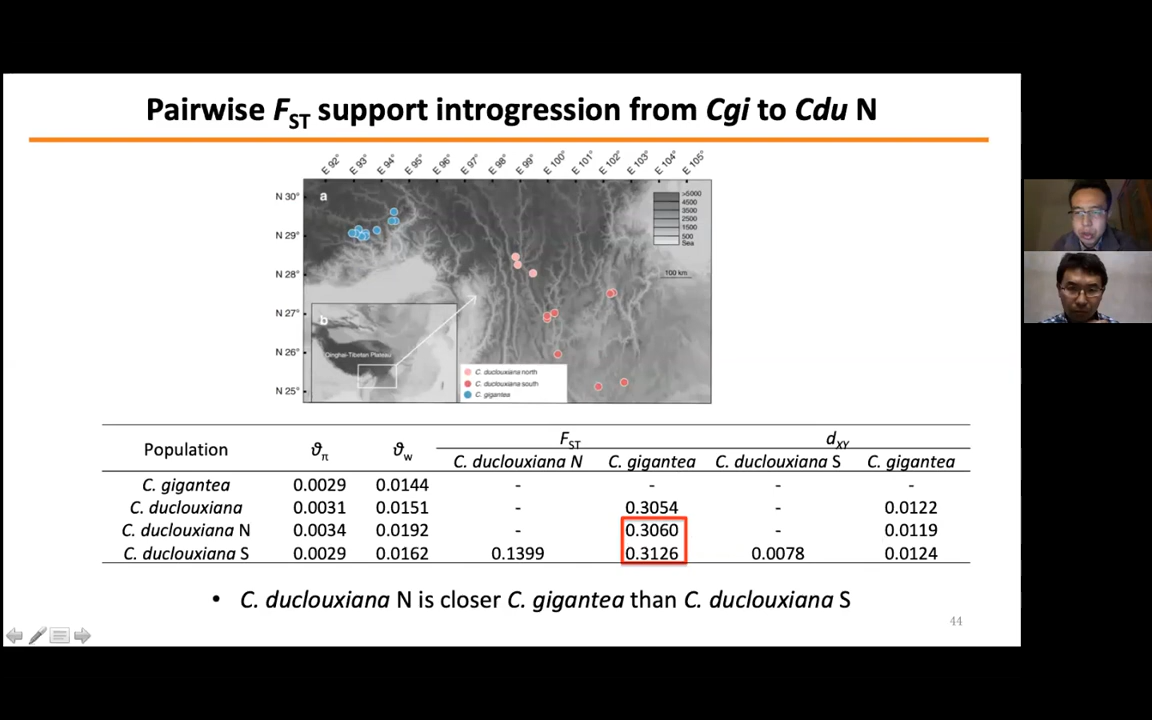 Pairwise FST support introgression from Cgi to Cdu N
E 92° E 93° E 94° E 95° E 96° E 97° E 98° E 99° E 100° E 101° E 102° E 103° E 104° E 105°
N 30°
N 29°
N 28°
N 27°
N 26°
N 25°
a
>5000
4500
3500
2500
1500
500
Sea
100 km
b
Qinghai-Tibetan Plateau
C. duclouxiana north
C. duclouxiana south
C. gigantea
Population ϑπ ϑw FST dXY
C. duclouxiana N C. gigantea C. duclouxiana S C. gigantea
C. gigantea 0.0029 0.0144 - - - -
C. duclouxiana 0.0031 0.0151 - 0.3054 - 0.0122
C. duclouxiana N 0.0034 0.0192 - 0.3060 - 0.0119
C. duclouxiana S 0.0029 0.0162 0.1399 0.3126 0.0078 0.0124
• C. duclouxiana N is closer C. gigantea than C. duclouxiana S
44